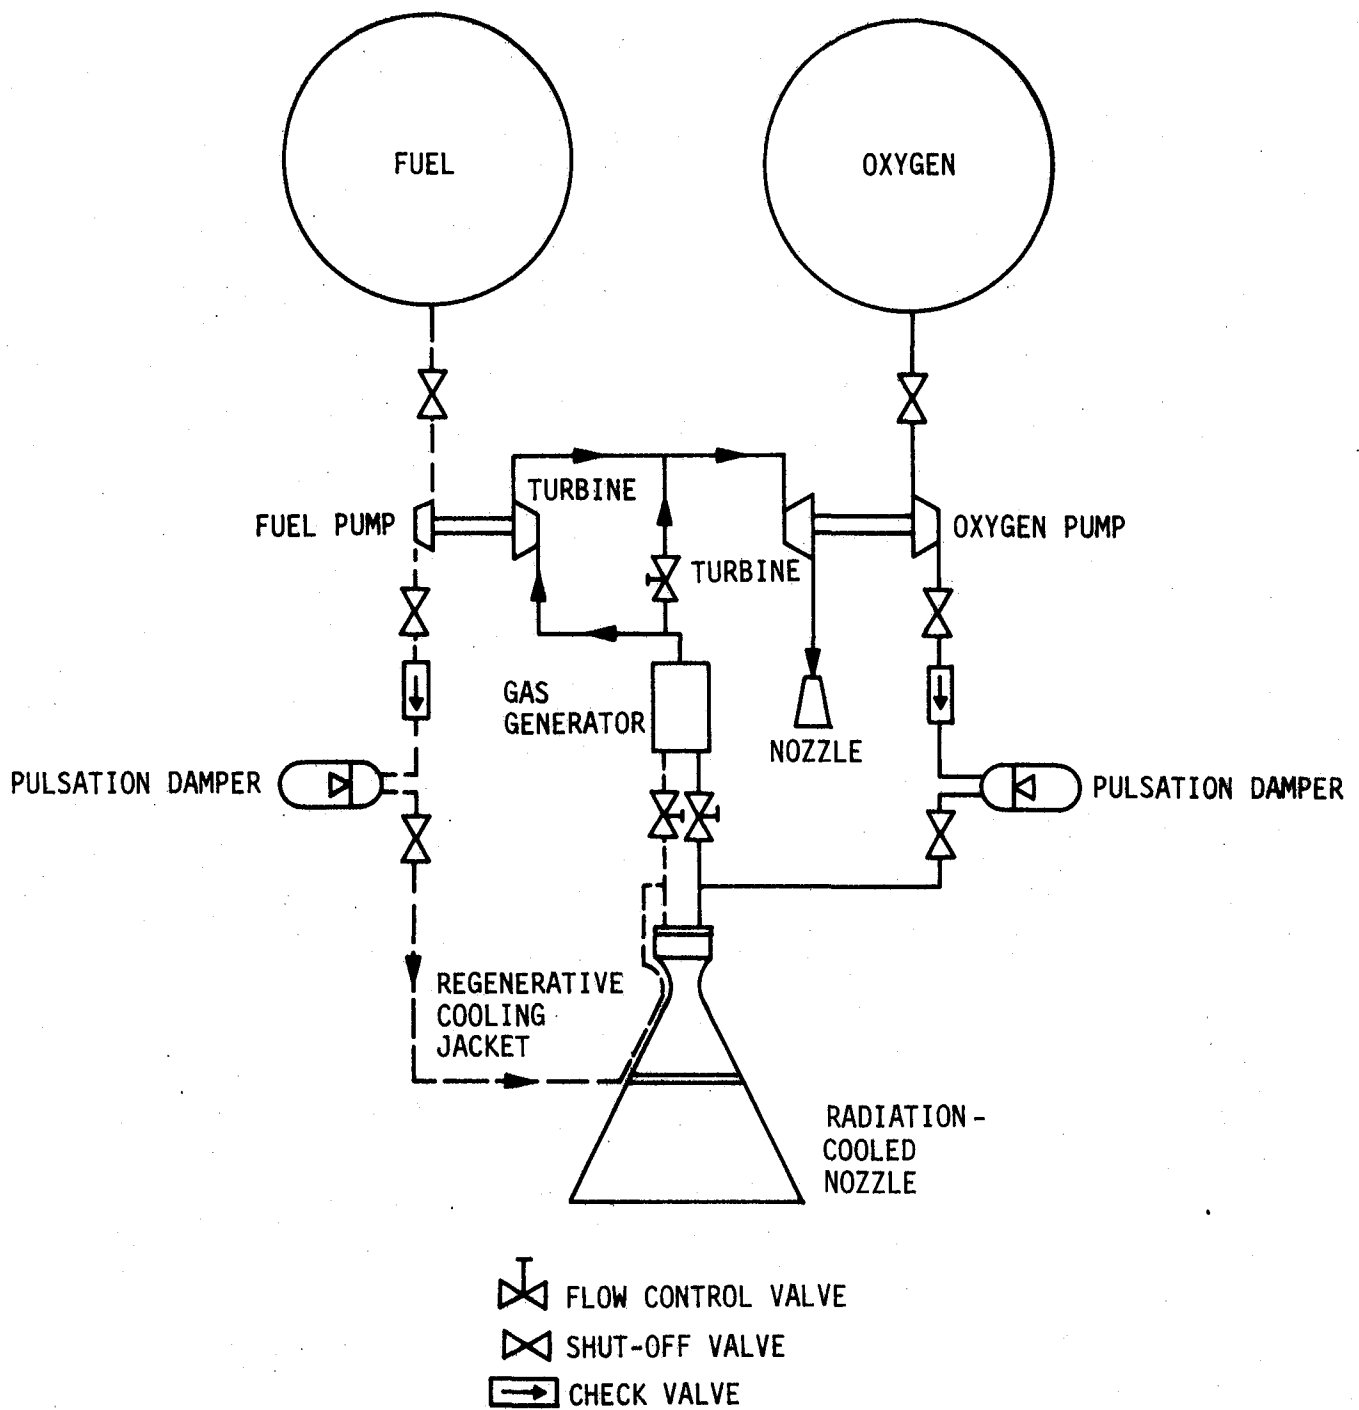 FUEL
OXYGEN
TURBINE
FUEL PUMP
OXYGEN PUMP
TURBINE
GAS
GENERATOR
NOZZLE
PULSATION DAMPER
PULSATION DAMPER
REGENERATIVE
COOLING
JACKET
RADIATION-
COOLED
NOZZLE
FLOW CONTROL VALVE
SHUT-OFF VALVE
CHECK VALVE